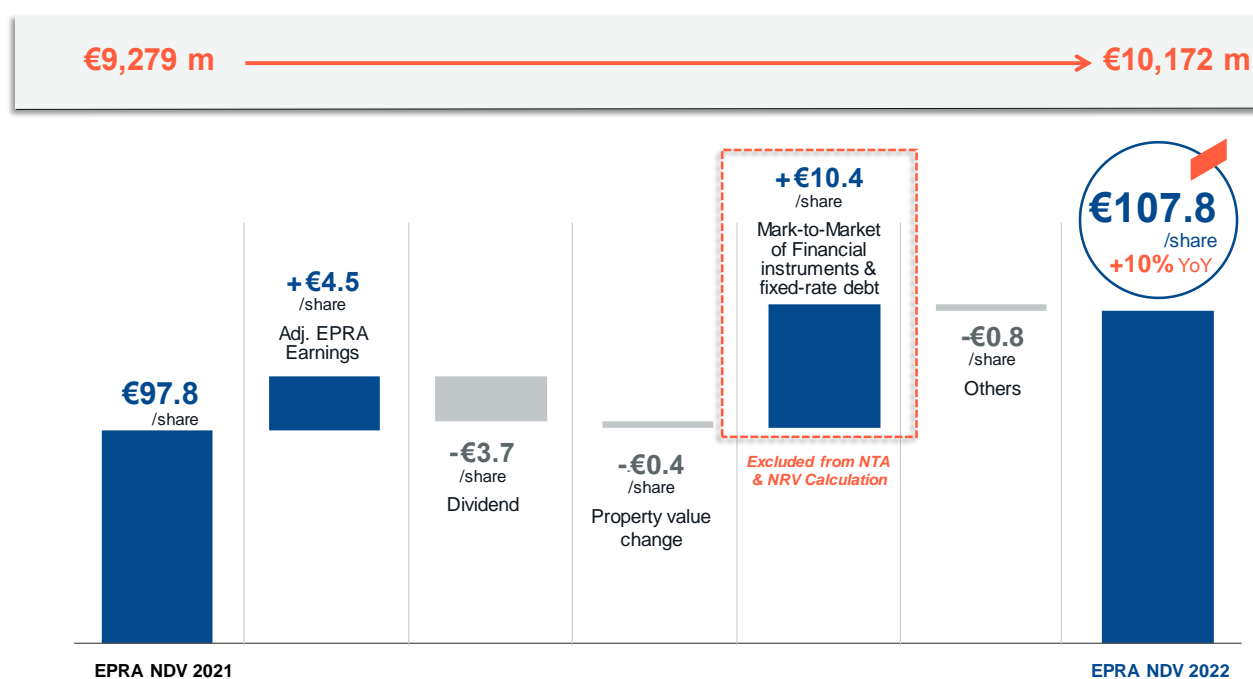 €9,279 m
€10,172 m
€97.8
/share
+€4.5
/share
Adj. EPRA
Earnings
-€3.7
/share
Dividend
-€0.4
/share
Property value
change
+€10.4
/share
Mark-to-Market
of Financial
instruments &
fixed-rate debt
Excluded from NTA
& NRV Calculation
-€0.8
/share
Others
€107.8
/share
+10% YoY
EPRA NDV 2021
EPRA NDV 2022